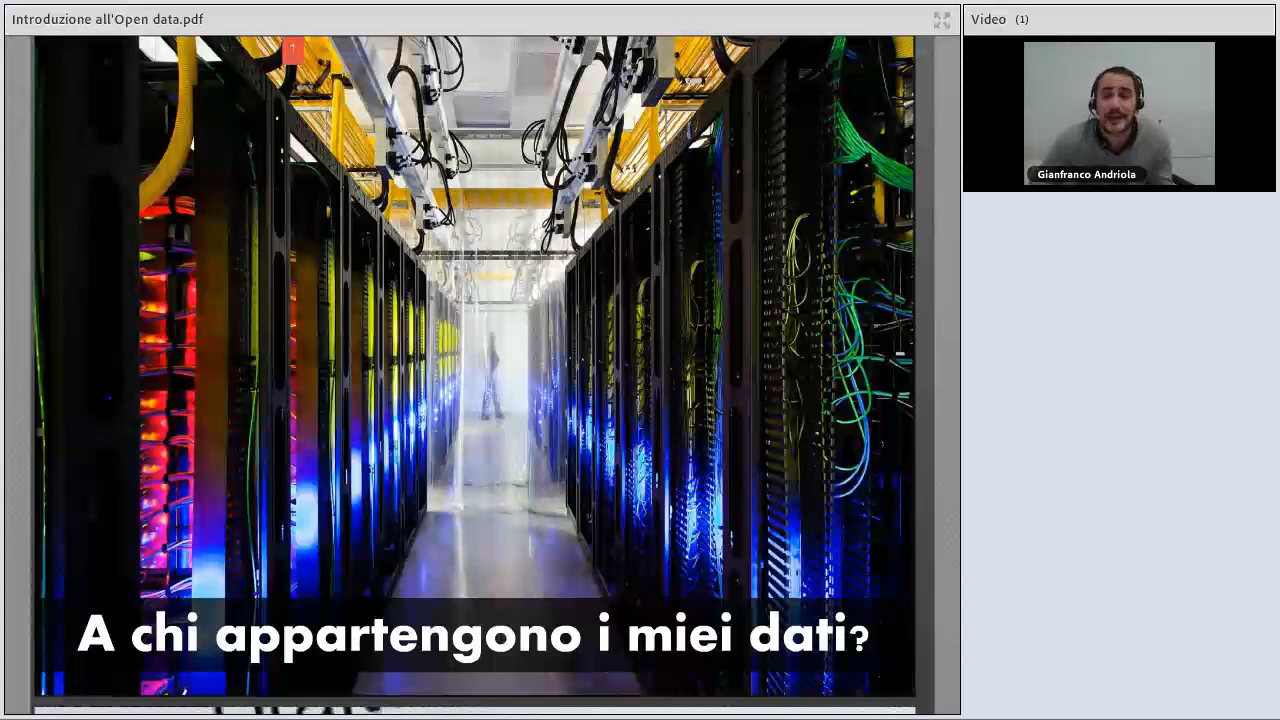 Introduzione all'Open data.pdf
Video (1)
Gianfranco Andriola
A chi appartengono i miei dati?